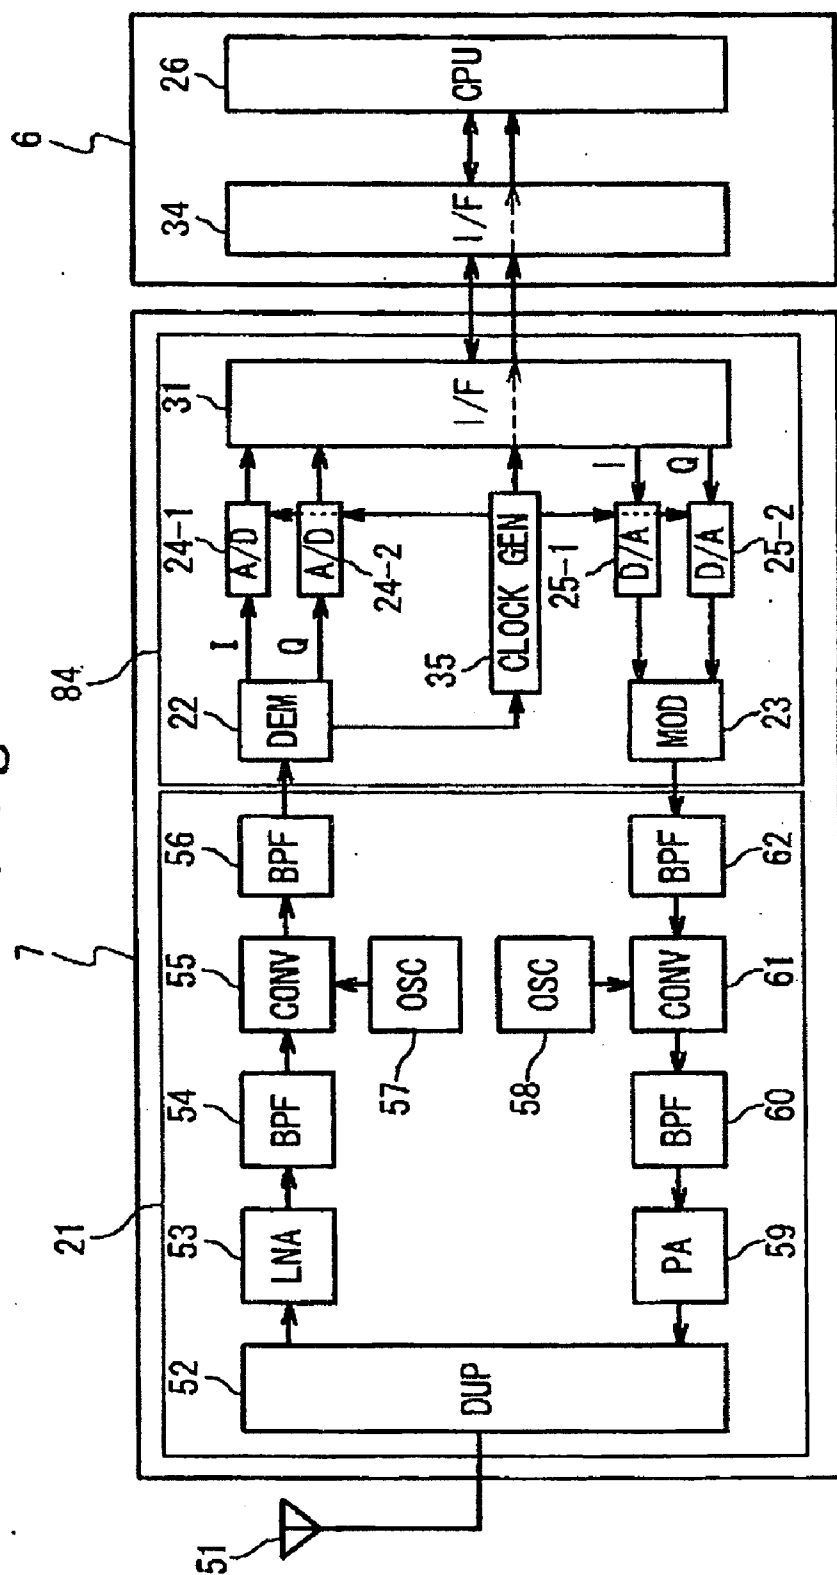 6
26
CPU
34
I/F
7
84
31
I/F
24-1
A/D
24-2
A/D
I
Q
22
DEM
35
CLOCK GEN
I
Q
25-1
D/A
25-2
D/A
23
MOD
21
56
BPF
55
CONV
57
OSC
54
BPF
53
LNA
52
DUP
51
58
OSC
62
BPF
61
CONV
60
BPF
59
PA